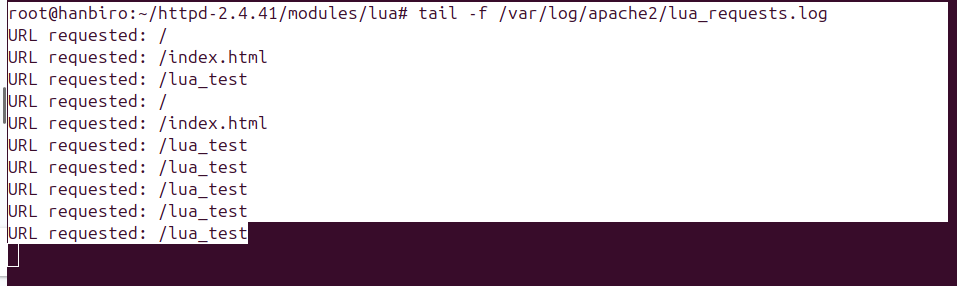 root@hanbiro:~/httpd-2.4.41/modules/lua# tail -f /var/log/apache2/lua_requests.log
URL requested: /
URL requested: /index.html
URL requested: /lua_test
URL requested: /
URL requested: /index.html
URL requested: /lua_test
URL requested: /lua_test
URL requested: /lua_test
URL requested: /lua_test
URL requested: /lua_test